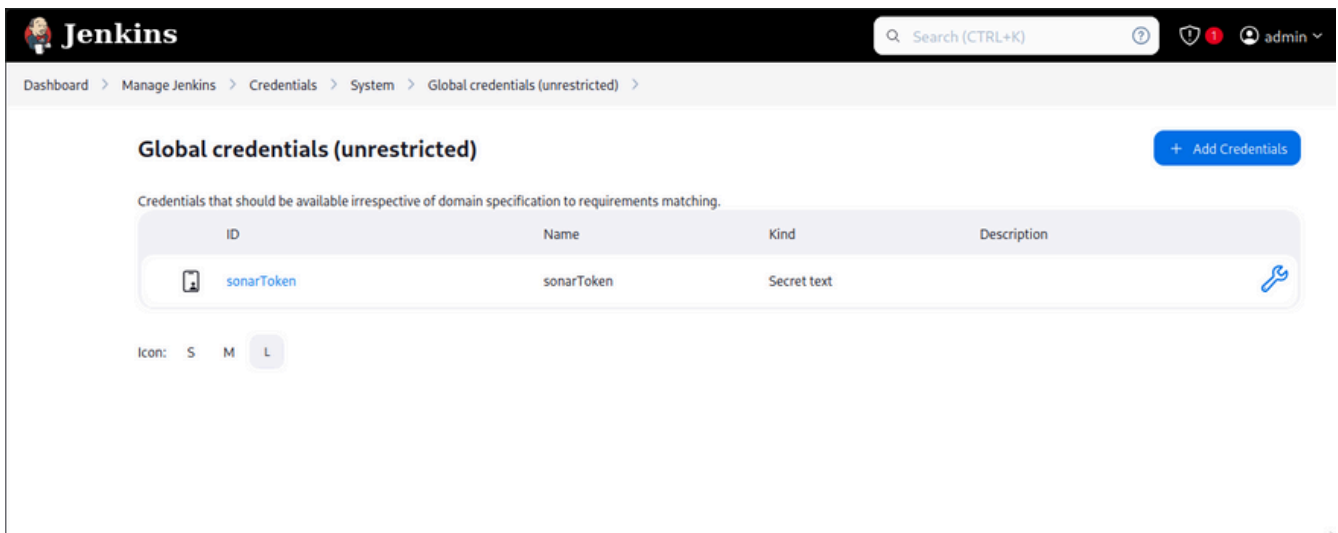 Jenkins Search (CTRL+K) ? 1 admin
Dashboard > Manage Jenkins > Credentials > System > Global credentials (unrestricted) >
Global credentials (unrestricted) + Add Credentials
Credentials that should be available irrespective of domain specification to requirements matching.
ID Name Kind Description
sonarToken sonarToken Secret text
Icon: S M L